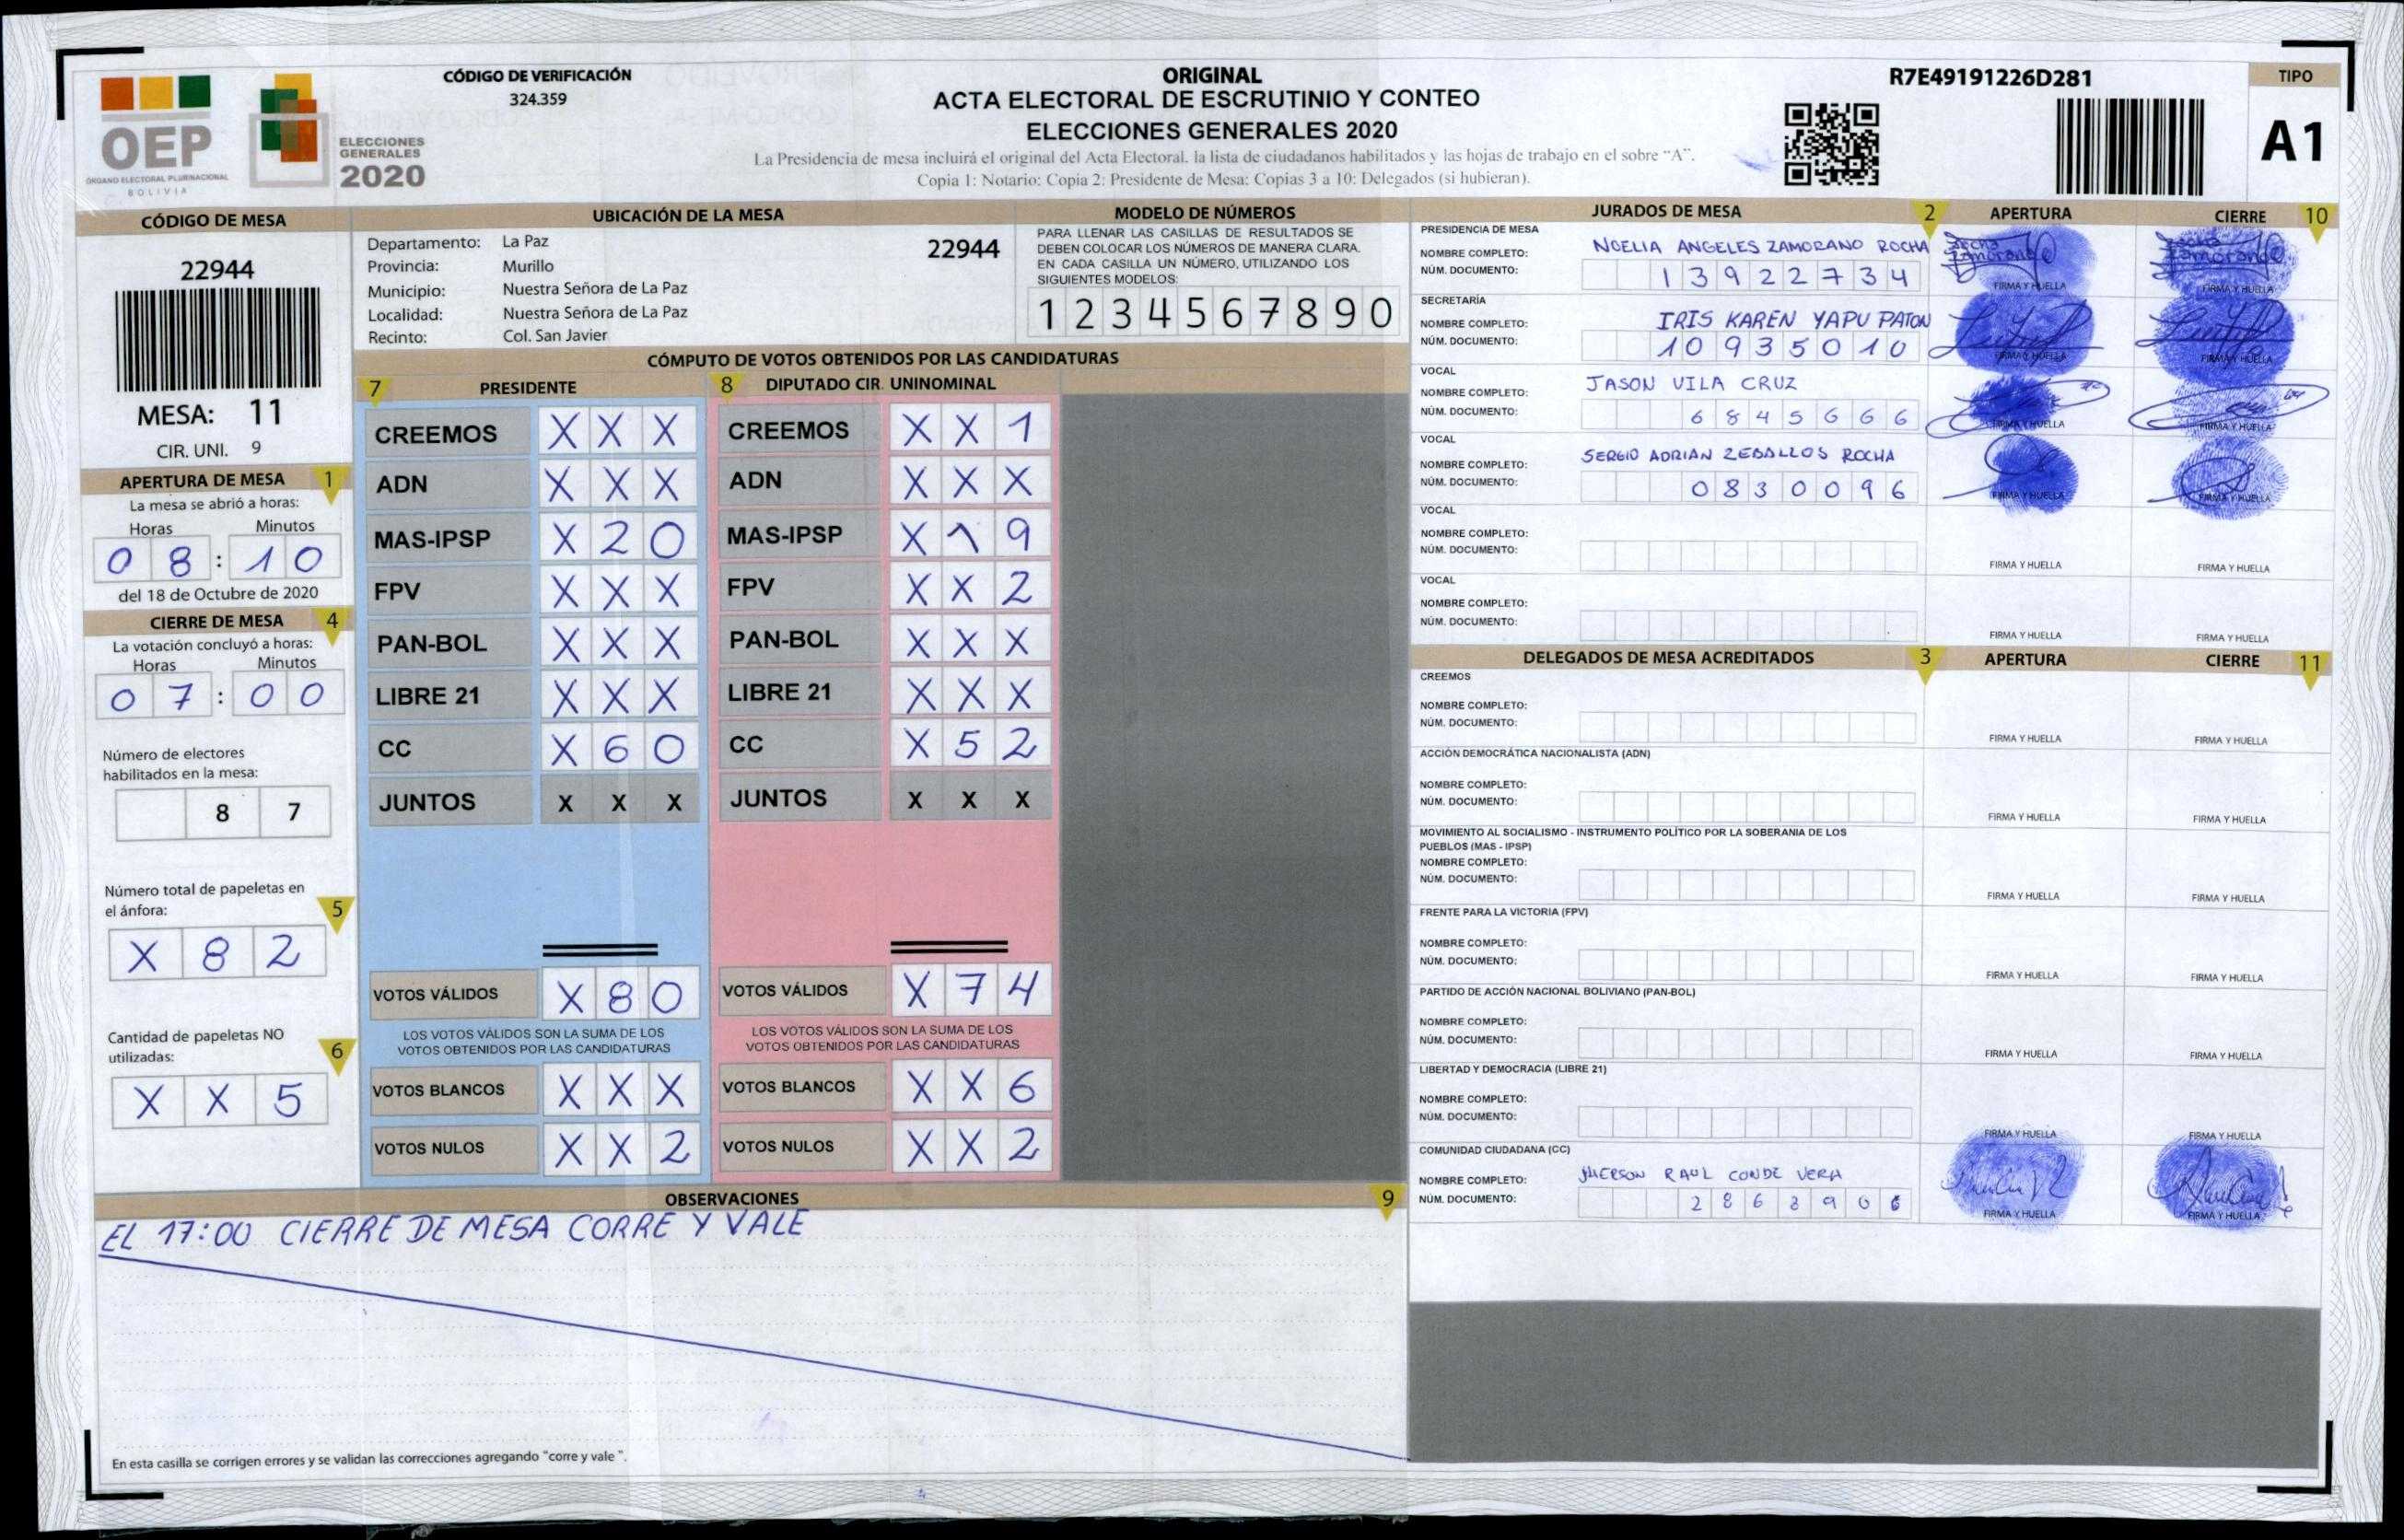 OEP
ÓRGANO ELECTORAL PLURINACIONAL
BOLIVIA
ELECCIONES
GENERALES
2020
CÓDIGO DE VERIFICACIÓN
324.359
ORIGINAL
ACTA ELECTORAL DE ESCRUTINIO Y CONTEO
ELECCIONES GENERALES 2020
La Presidencia de mesa incluirá el original del Acta Electoral. la lista de ciudadanos habilitados y las hojas de trabajo en el sobre “A”.
Copia 1: Notario: Copia 2: Presidente de Mesa: Copias 3 a 10: Delegados (si hubieran).
R7E49191226D281
TIPO
A1
CÓDIGO DE MESA
22944
MESA: 11
CIR. UNI. 9
APERTURA DE MESA 1
La mesa se abrió a horas:
Horas Minutos
0 8 : 1 0
del 18 de Octubre de 2020
CIERRE DE MESA 4
La votación concluyó a horas:
Horas Minutos
0 7 : 0 0
Número de electores
habilitados en la mesa:
8 7
Número total de papeletas en
el ánfora: 5
X 8 2
Cantidad de papeletas NO
utilizadas: 6
X X 5
UBICACIÓN DE LA MESA
Departamento: La Paz 22944
Provincia: Murillo
Municipio: Nuestra Señora de La Paz
Localidad: Nuestra Señora de La Paz
Recinto: Col. San Javier
MODELO DE NÚMEROS
PARA LLENAR LAS CASILLAS DE RESULTADOS SE
DEBEN COLOCAR LOS NÚMEROS DE MANERA CLARA.
EN CADA CASILLA UN NÚMERO, UTILIZANDO LOS
SIGUIENTES MODELOS:
1 2 3 4 5 6 7 8 9 0
CÓMPUTO DE VOTOS OBTENIDOS POR LAS CANDIDATURAS
7 PRESIDENTE
CREEMOS X X X
ADN X X X
MAS-IPSP X 2 0
FPV X X X
PAN-BOL X X X
LIBRE 21 X X X
CC X 6 0
JUNTOS X X X
VOTOS VÁLIDOS X 8 0
LOS VOTOS VÁLIDOS SON LA SUMA DE LOS
VOTOS OBTENIDOS POR LAS CANDIDATURAS
VOTOS BLANCOS X X X
VOTOS NULOS X X 2
8 DIPUTADO CIR. UNINOMINAL
CREEMOS X X 1
ADN X X X
MAS-IPSP X 1 9
FPV X X 2
PAN-BOL X X X
LIBRE 21 X X X
CC X 5 2
JUNTOS X X X
VOTOS VÁLIDOS X 7 4
LOS VOTOS VÁLIDOS SON LA SUMA DE LOS
VOTOS OBTENIDOS POR LAS CANDIDATURAS
VOTOS BLANCOS X X 6
VOTOS NULOS X X 2
OBSERVACIONES 9
EL 17:00 CIERRE DE MESA CORRE Y VALE
En esta casilla se corrigen errores y se validan las correcciones agregando "corre y vale ".
JURADOS DE MESA 2 APERTURA CIERRE 10
PRESIDENCIA DE MESA
NOMBRE COMPLETO: NOELIA ANGELES ZAMORANO ROCHA
NÚM. DOCUMENTO: 1 3 9 2 2 7 3 4
FIRMA Y HUELLA FIRMA Y HUELLA
SECRETARÍA
NOMBRE COMPLETO: IRIS KAREN YAPU PATON
NÚM. DOCUMENTO: 1 0 9 3 5 0 1 0
FIRMA Y HUELLA FIRMA Y HUELLA
VOCAL
NOMBRE COMPLETO: JASON VILA CRUZ
NÚM. DOCUMENTO: 6 8 4 5 6 6 6
FIRMA Y HUELLA FIRMA Y HUELLA
VOCAL
NOMBRE COMPLETO: SERGIO ADRIAN ZEBALLOS ROCHA
NÚM. DOCUMENTO: 0 8 3 0 0 9 6
FIRMA Y HUELLA FIRMA Y HUELLA
VOCAL
NOMBRE COMPLETO:
NÚM. DOCUMENTO:
FIRMA Y HUELLA FIRMA Y HUELLA
VOCAL
NOMBRE COMPLETO:
NÚM. DOCUMENTO:
FIRMA Y HUELLA FIRMA Y HUELLA
DELEGADOS DE MESA ACREDITADOS 3 APERTURA CIERRE 11
CREEMOS
NOMBRE COMPLETO:
NÚM. DOCUMENTO:
FIRMA Y HUELLA FIRMA Y HUELLA
ACCIÓN DEMOCRÁTICA NACIONALISTA (ADN)
NOMBRE COMPLETO:
NÚM. DOCUMENTO:
FIRMA Y HUELLA FIRMA Y HUELLA
MOVIMIENTO AL SOCIALISMO - INSTRUMENTO POLÍTICO POR LA SOBERANIA DE LOS
PUEBLOS (MAS - IPSP)
NOMBRE COMPLETO:
NÚM. DOCUMENTO:
FIRMA Y HUELLA FIRMA Y HUELLA
FRENTE PARA LA VICTORIA (FPV)
NOMBRE COMPLETO:
NÚM. DOCUMENTO:
FIRMA Y HUELLA FIRMA Y HUELLA
PARTIDO DE ACCIÓN NACIONAL BOLIVIANO (PAN-BOL)
NOMBRE COMPLETO:
NÚM. DOCUMENTO:
FIRMA Y HUELLA FIRMA Y HUELLA
LIBERTAD Y DEMOCRACIA (LIBRE 21)
NOMBRE COMPLETO:
NÚM. DOCUMENTO:
FIRMA Y HUELLA FIRMA Y HUELLA
COMUNIDAD CIUDADANA (CC)
NOMBRE COMPLETO: RAUL CONDE VERA
NÚM. DOCUMENTO:
FIRMA Y HUELLA FIRMA Y HUELLA